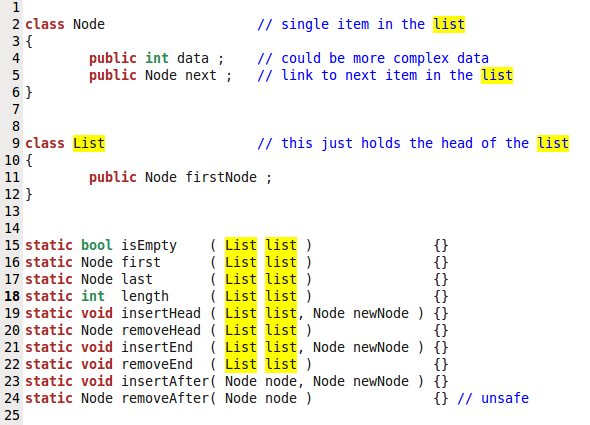 1
2 class Node // single item in the list
3 {
4 public int data ; // could be more complex data
5 public Node next ; // link to next item in the list
6 }
7
8
9 class List // this just holds the head of the list
10 {
11 public Node firstNode ;
12 }
13
14
15 static bool isEmpty ( List list ) {}
16 static Node first ( List list ) {}
17 static Node last ( List list ) {}
18 static int length ( List list ) {}
19 static void insertHead ( List list, Node newNode ) {}
20 static Node removeHead ( List list ) {}
21 static void insertEnd ( List list, Node newNode ) {}
22 static void removeEnd ( List list ) {}
23 static void insertAfter( Node node, Node newNode ) {}
24 static Node removeAfter( Node node ) {} // unsafe
25